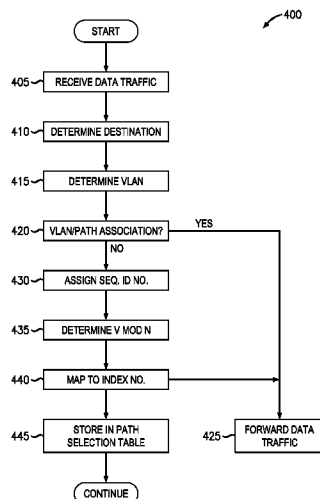 400
START
405 RECEIVE DATA TRAFFIC
410 DETERMINE DESTINATION
415 DETERMINE VLAN
420 VLAN/PATH ASSOCIATION?
YES
NO
430 ASSIGN SEQ. ID NO.
435 DETERMINE V MOD N
440 MAP TO INDEX NO.
445 STORE IN PATH
SELECTION TABLE
425 FORWARD DATA
TRAFFIC
CONTINUE